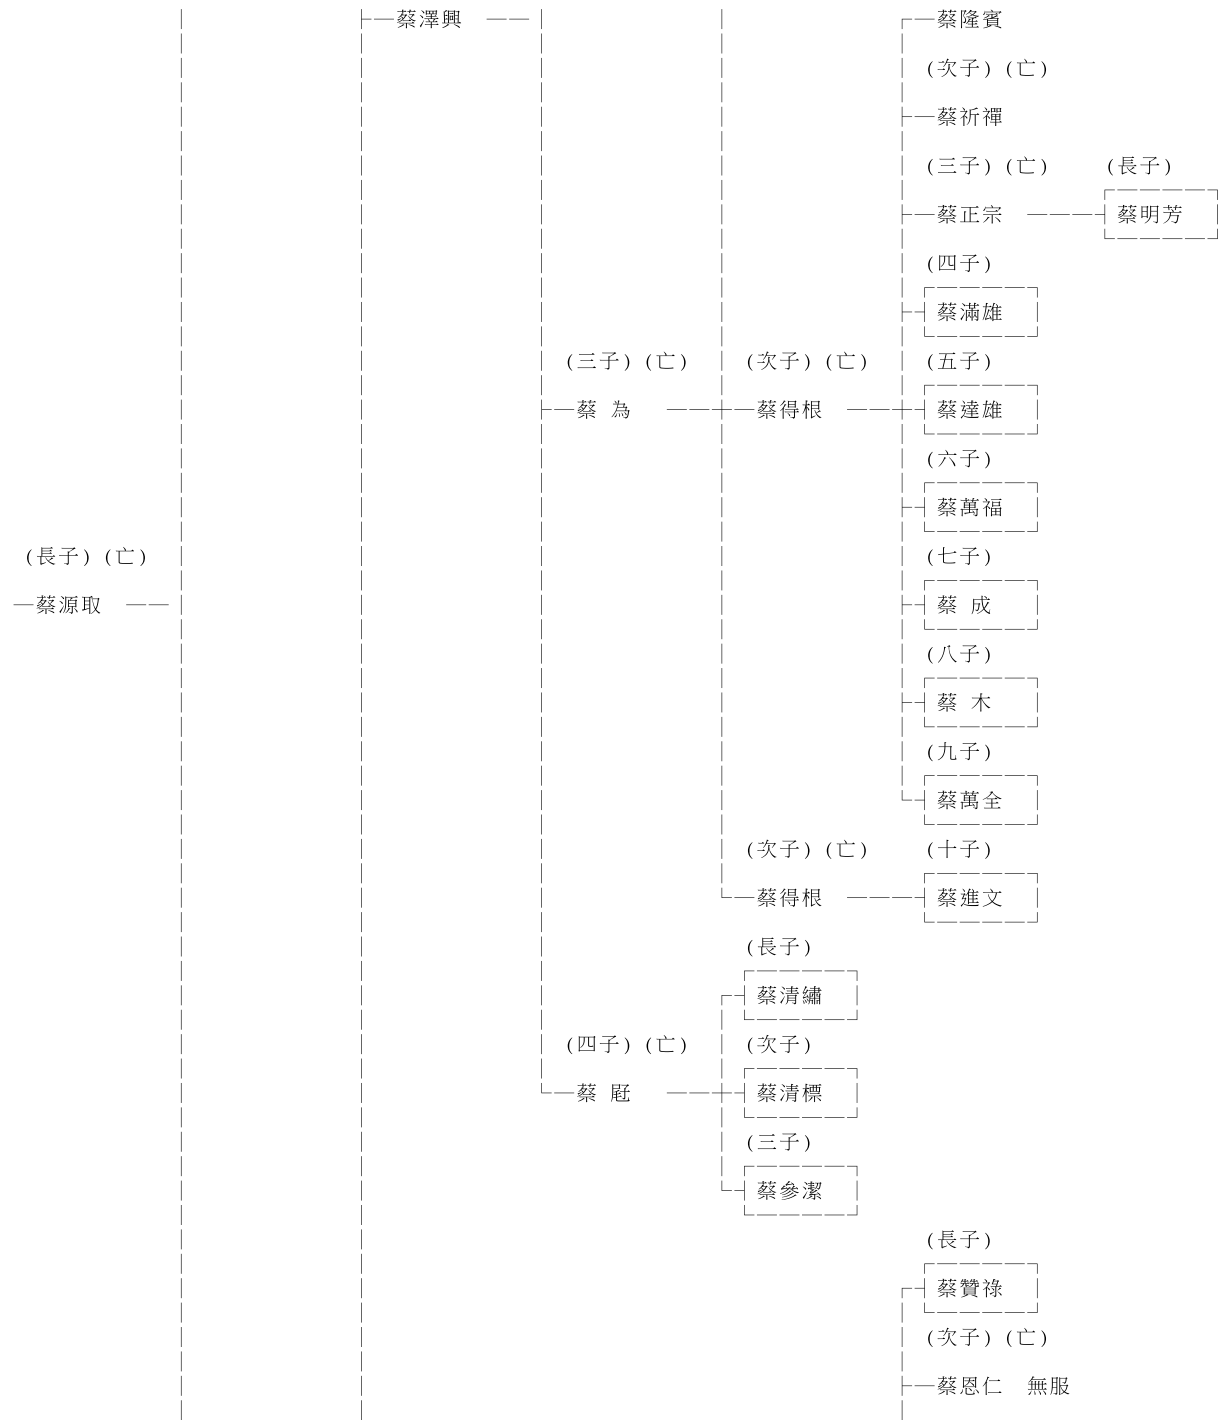 蔡澤興 蔡隆賓
(次子)(亡)
蔡祈禪
(三子)(亡) (長子)
蔡正宗 蔡明芳
(四子)
蔡滿雄
(三子)(亡) (次子)(亡) (五子)
蔡 為 蔡得根 蔡達雄
(六子)
蔡萬福
(長子)(亡) (七子)
蔡源取 蔡 成
(八子)
蔡 木
(九子)
蔡萬全
(次子)(亡) (十子)
蔡得根 蔡進文
(長子)
蔡清繡
(四子)(亡) (次子)
蔡 蔡清標
(三子)
蔡參潔
(長子)
蔡贊祿
(次子)(亡)
蔡恩仁 無服